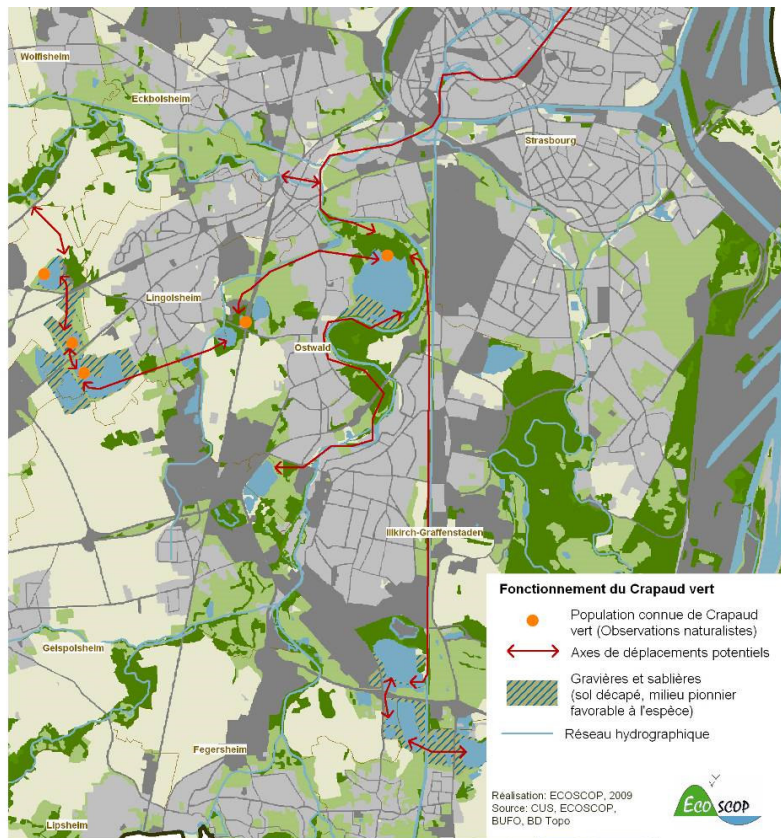 Wolfisheim
Eckbolsheim
Strasbourg
Lingolsheim
Ostwald
Illkirch-Graffenstaden
Geispolsheim
Fegersheim
Lipsheim
Fonctionnement du Crapaud vert
Population connue de Crapaud
vert (Observations naturalistes)
Axes de déplacements potentiels
Gravières et sablières
(sol décapé, milieu pionnier
favorable à l'espèce)
Réseau hydrographique
Réalisation: ECOSCOP, 2009
Source: CUS, ECOSCOP,
BUFO, BD Topo
ECO SCOP